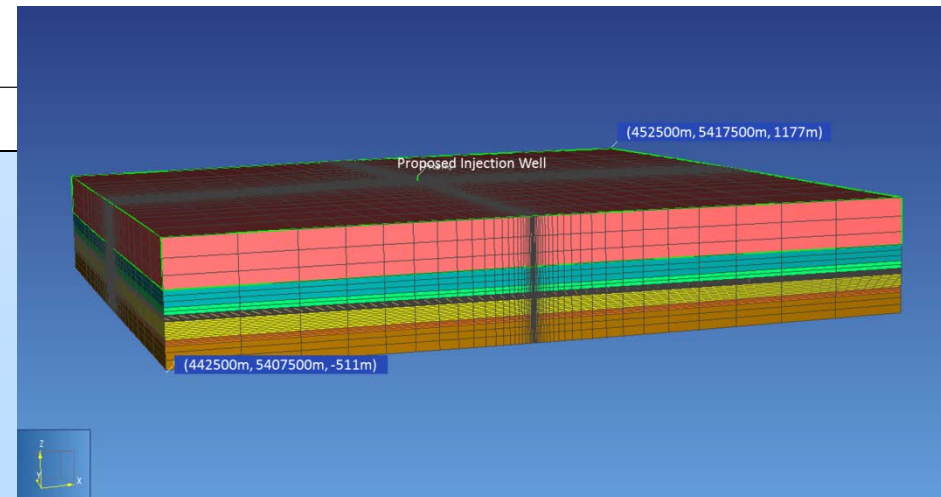 (452500m, 5417500m, 1177m)
Proposed Injection Well
(442500m, 5407500m, -511m)
Z
Y
X